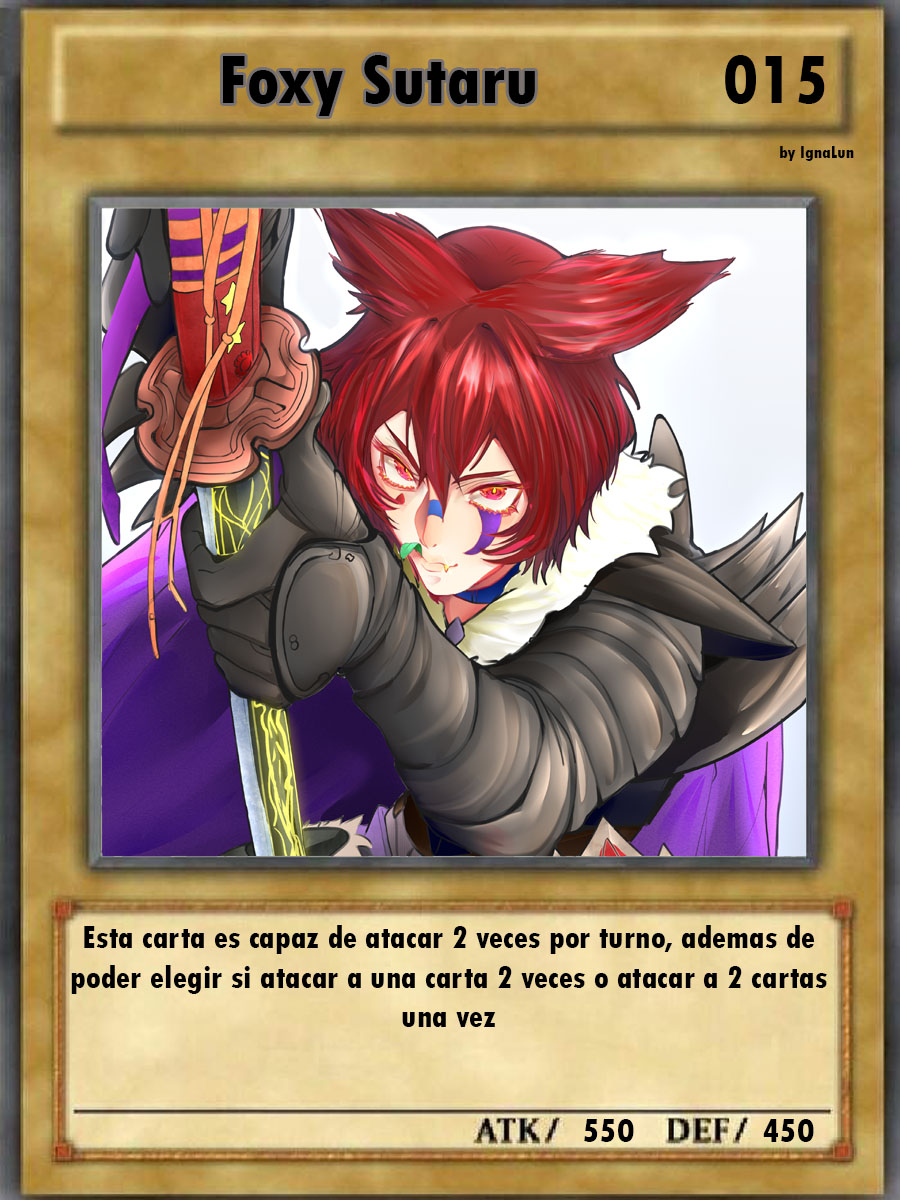 Foxy Sutaru 015
by IgnaLun
Esta carta es capaz de atacar 2 veces por turno, ademas de
poder elegir si atacar a una carta 2 veces o atacar a 2 cartas
una vez
ATK/ 550 DEF/ 450